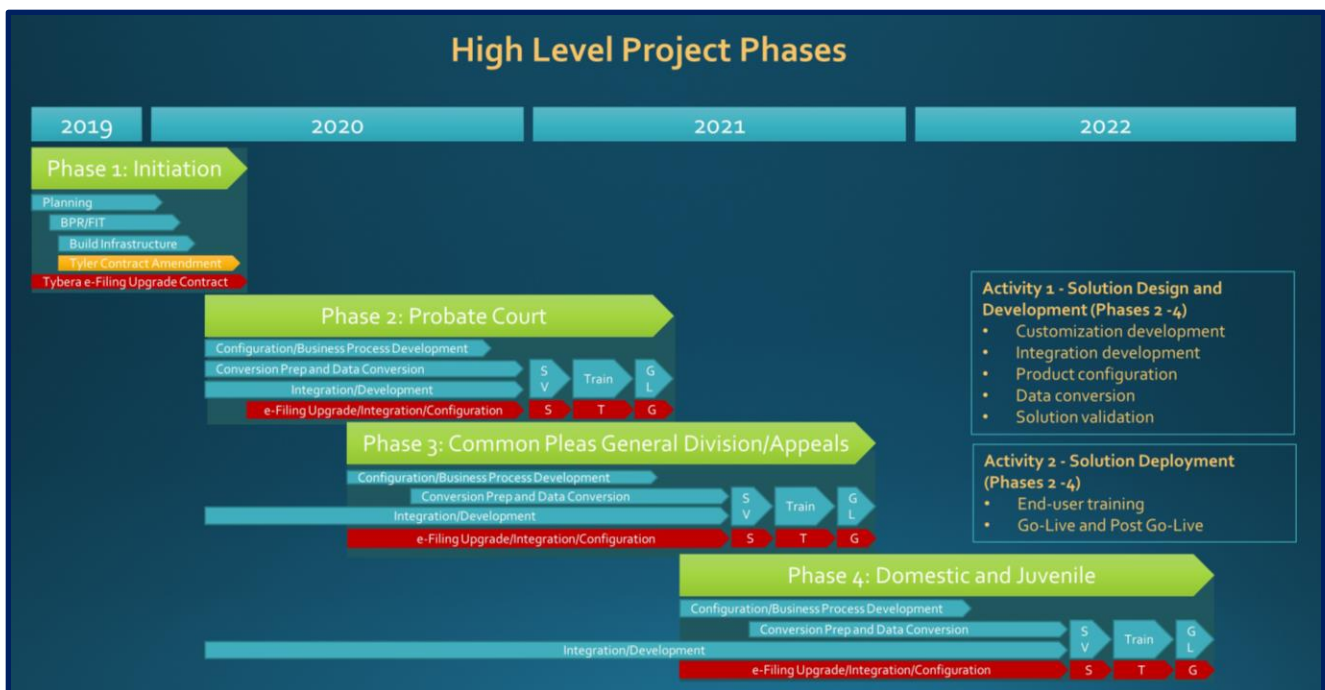 High Level Project Phases
2019
2020
2021
2022
Phase 1: Initiation
Planning
BPR/FIT
Build Infrastructure
Tyler Contract Amendment
Tybera e-Filing Upgrade Contract
Phase 2: Probate Court
Configuration/Business Process Development
Conversion Prep and Data Conversion
Integration/Development
S
V
Train
G
L
e-Filing Upgrade/Integration/Configuration
S
T
G
Phase 3: Common Pleas General Division/Appeals
Configuration/Business Process Development
Conversion Prep and Data Conversion
Integration/Development
S
V
Train
G
L
e-Filing Upgrade/Integration/Configuration
S
T
G
Phase 4: Domestic and Juvenile
Configuration/Business Process Development
Conversion Prep and Data Conversion
Integration/Development
S
V
Train
G
L
e-Filing Upgrade/Integration/Configuration
S
T
G
Activity 1 - Solution Design and
Development (Phases 2 -4)
• Customization development
• Integration development
• Product configuration
• Data conversion
• Solution validation
Activity 2 - Solution Deployment
(Phases 2 -4)
• End-user training
• Go-Live and Post Go-Live